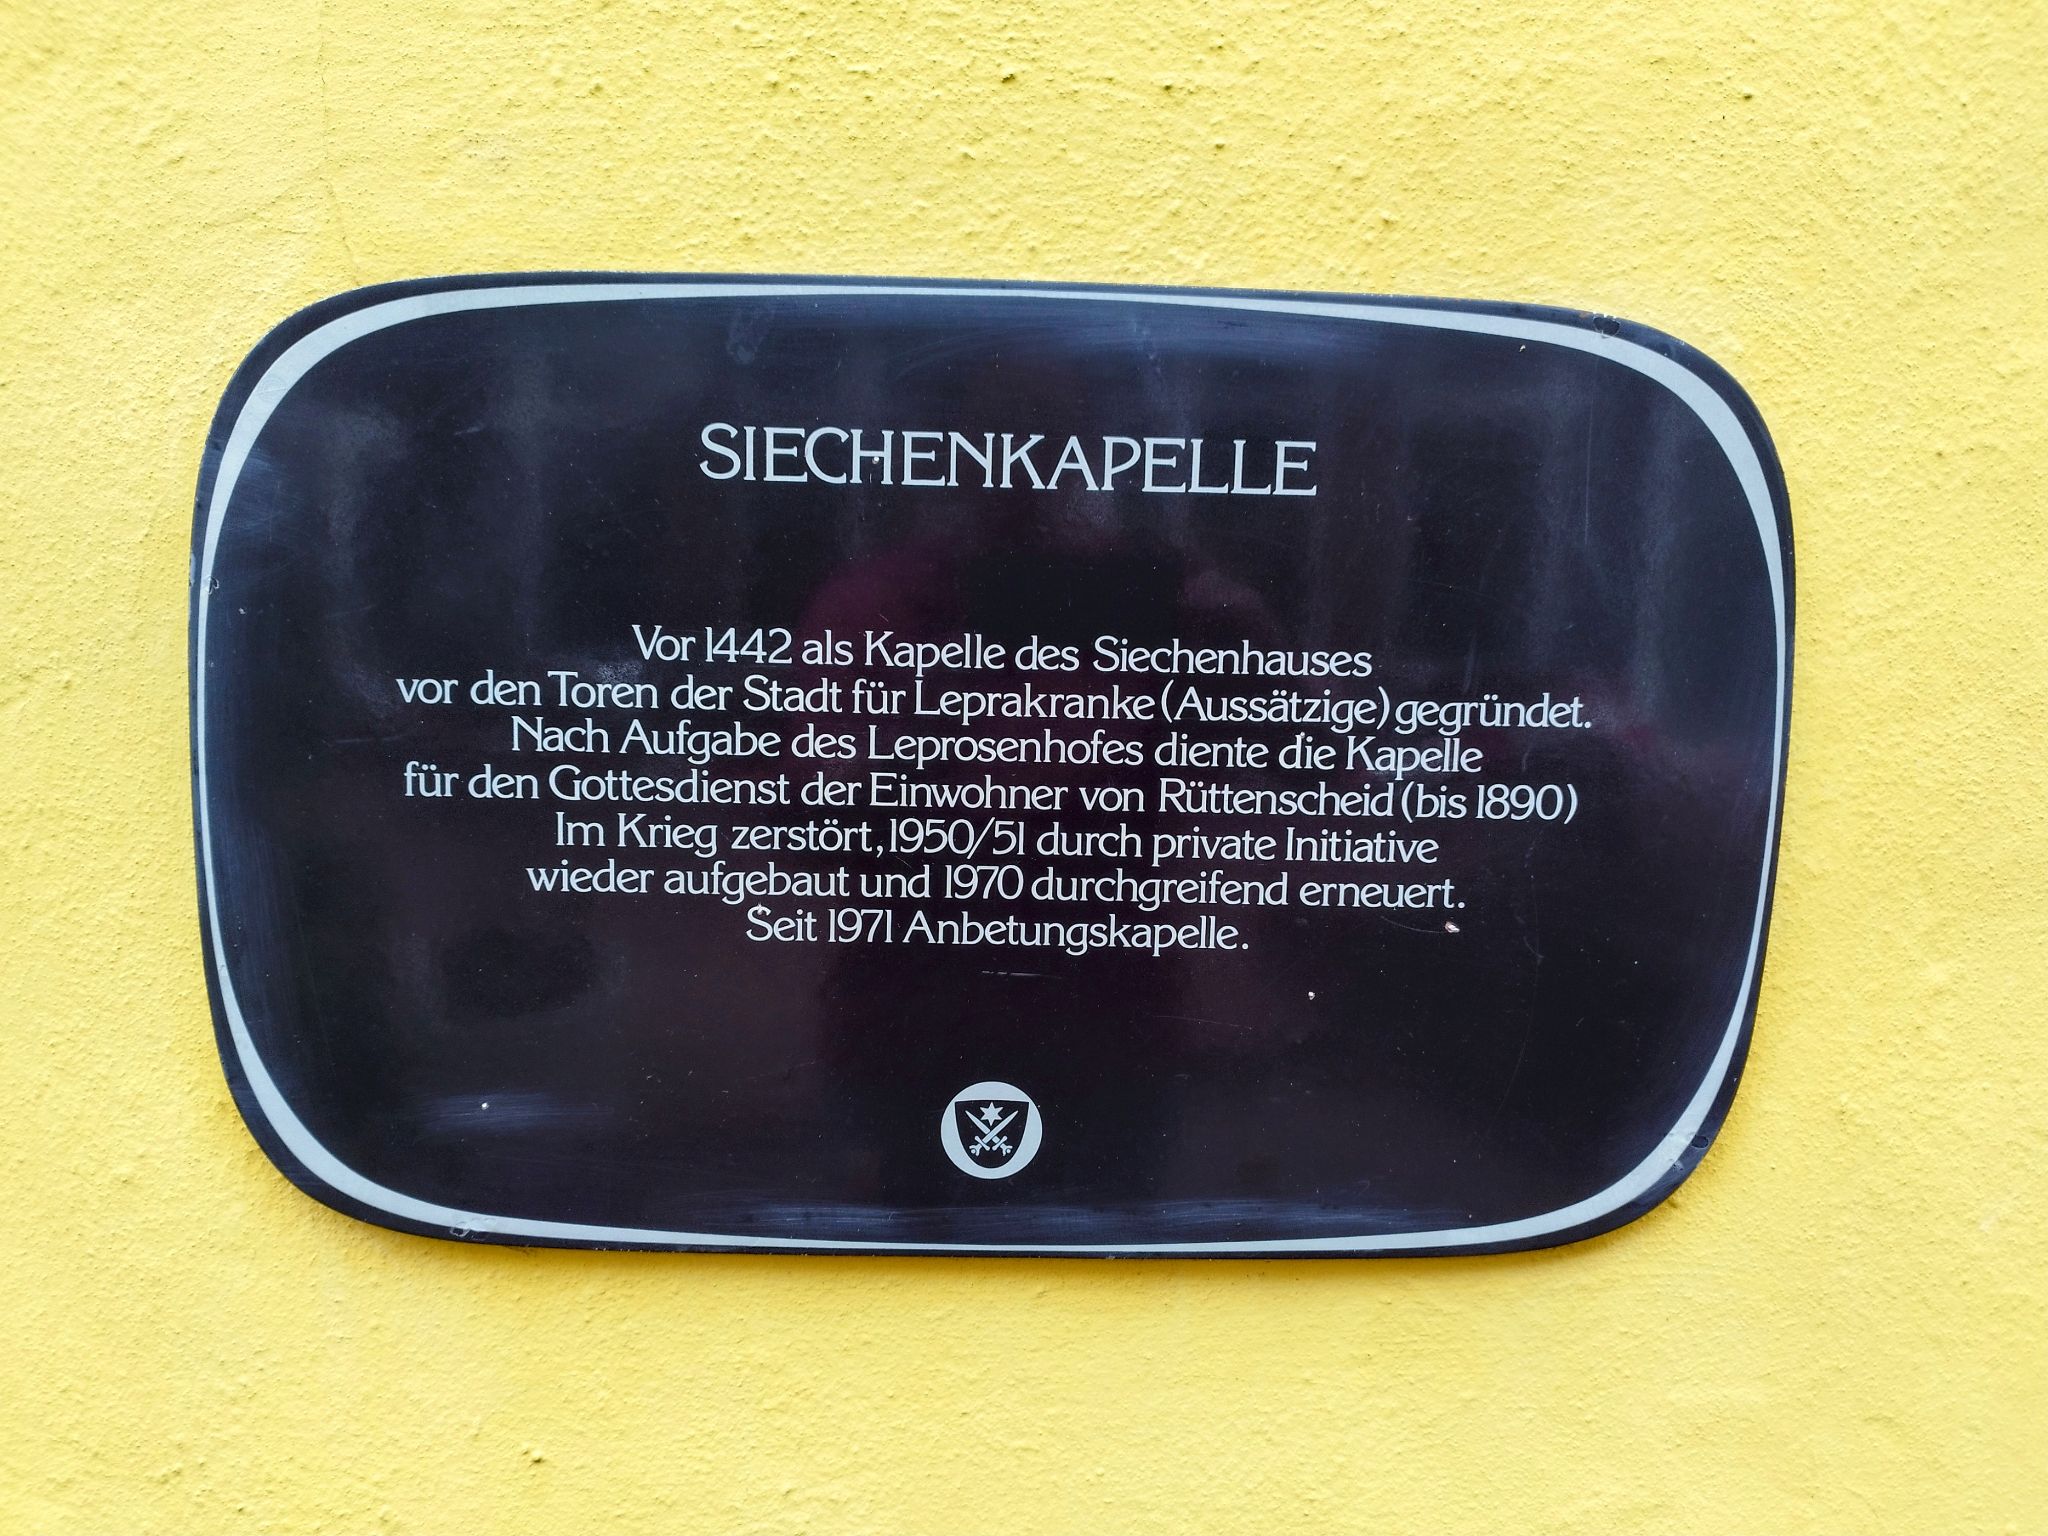 SIECHENKAPELLE
Vor 1442 als Kapelle des Siechenhauses
vor den Toren der Stadt für Leprakranke (Aussätzige) gegründet.
Nach Aufgabe des Leprosenhofes diente die Kapelle
für den Gottesdienst der Einwohner von Rüttenscheid (bis 1890)
Im Krieg zerstört, 1950/51 durch private Initiative
wieder aufgebaut und 1970 durchgreifend erneuert.
Seit 1971 Anbetungskapelle.